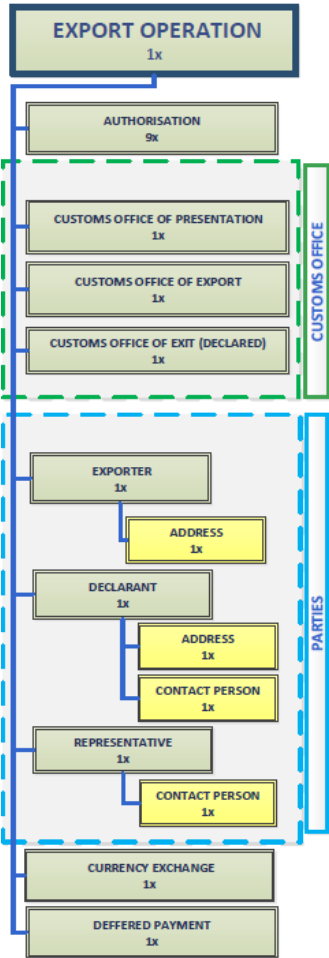 EXPORT OPERATION
1x
AUTHORISATION
9x
CUSTOMS OFFICE
CUSTOMS OFFICE OF PRESENTATION
1x
CUSTOMS OFFICE OF EXPORT
1x
CUSTOMS OFFICE OF EXIT (DECLARED)
1x
PARTIES
EXPORTER
1x
ADDRESS
1x
DECLARANT
1x
ADDRESS
1x
CONTACT PERSON
1x
REPRESENTATIVE
1x
CONTACT PERSON
1x
CURRENCY EXCHANGE
1x
DEFFERED PAYMENT
1x